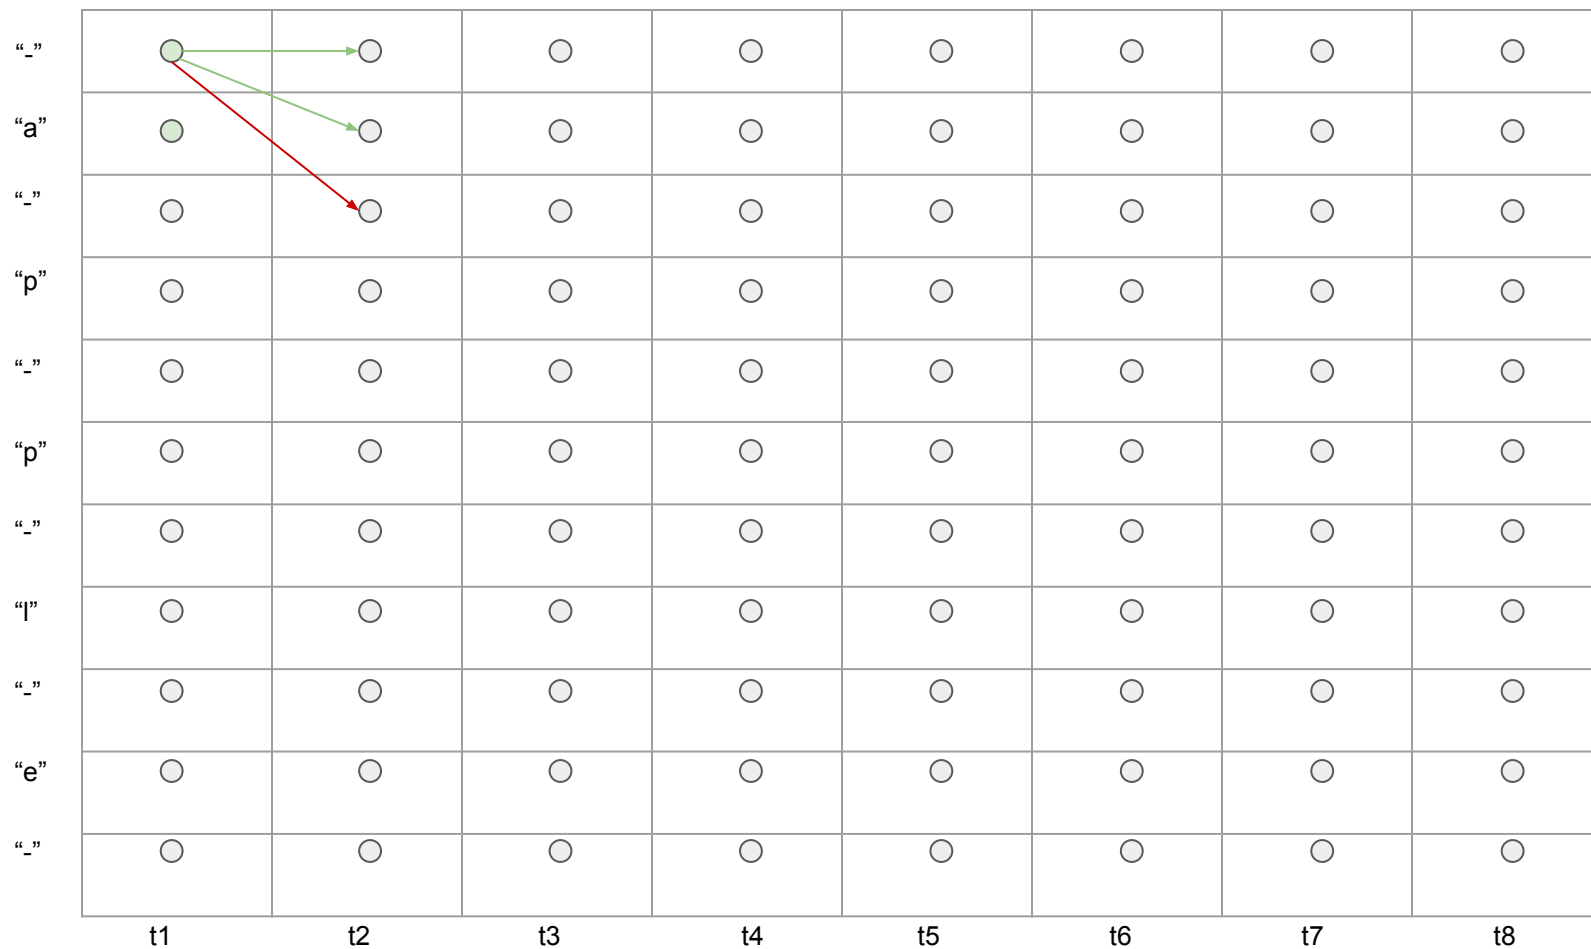 “-”
“a”
“-”
“p”
“-”
“p”
“-”
“l”
“-”
“e”
“-”
t1 t2 t3 t4 t5 t6 t7 t8